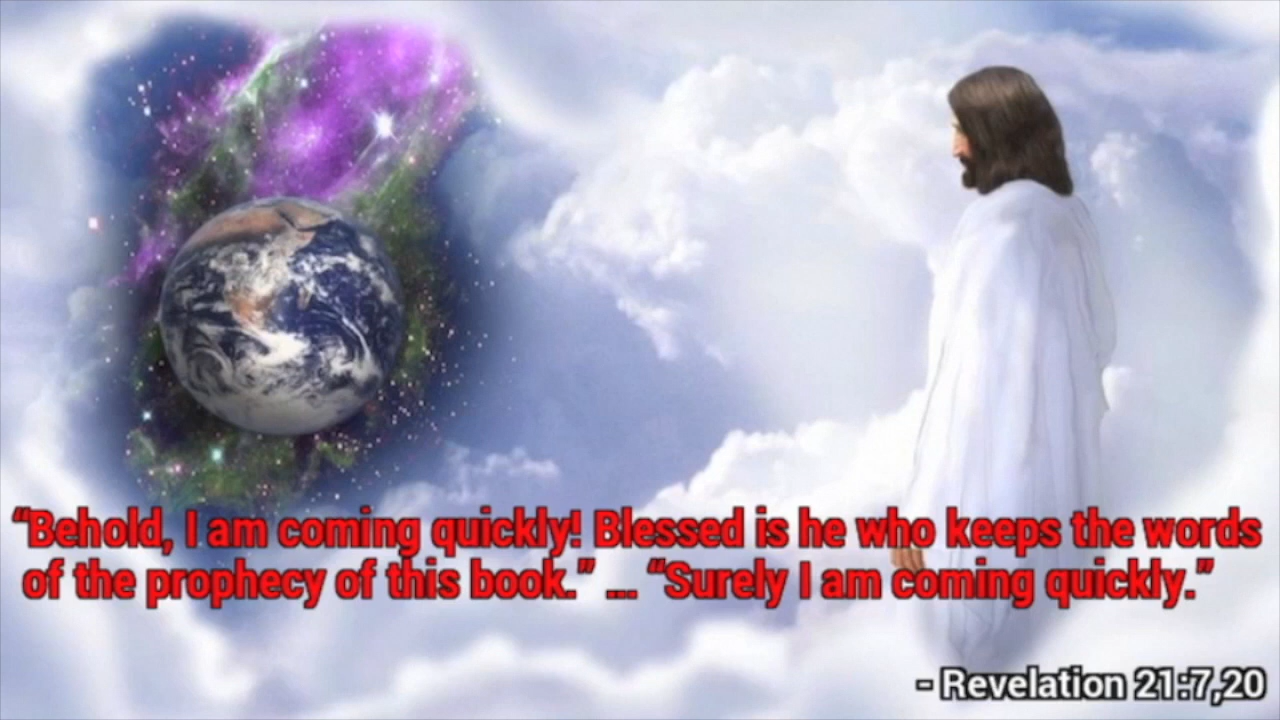 “Behold, I am coming quickly! Blessed is he who keeps the words
of the prophecy of this book.” ... “Surely I am coming quickly.”
- Revelation 21:7,20